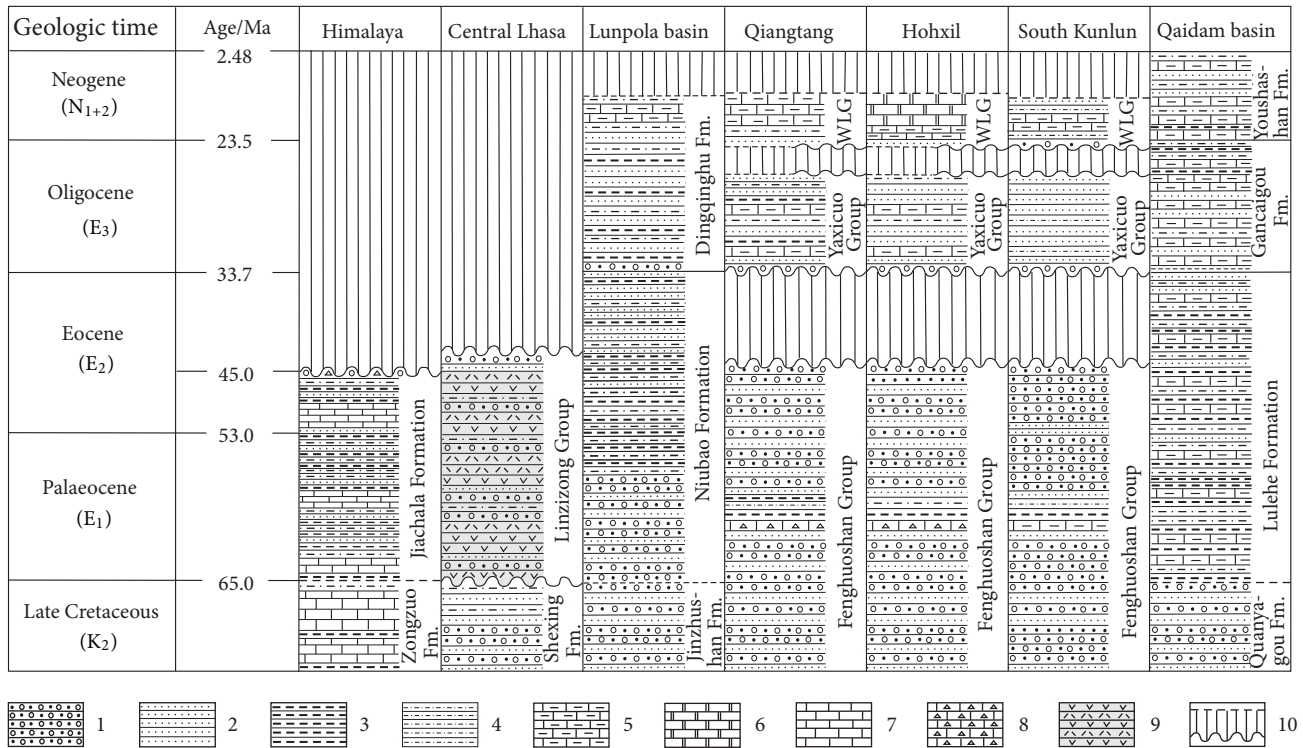 Geologic time
Age/Ma
Himalaya
Central Lhasa
Lunpola basin
Qiangtang
Hohxil
South Kunlun
Qaidam basin
2.48
Neogene
(N1+2)
23.5
Oligocene
(E3)
33.7
Eocene
(E2)
45.0
53.0
Palaeocene
(E1)
65.0
Late Cretaceous
(K2)
Jiachala Formation
Zongzuo
Fm.
Linzizong Group
Shexing
Fm.
Dingqinghu Fm.
Niubao Formation
Jinzhus-
han Fm.
WLG
Yaxicuo
Group
Fenghuoshan Group
WLG
Yaxicuo
Group
Fenghuoshan Group
WLG
Yaxicuo
Group
Fenghuoshan Group
Youshas-
han Fm.
Gancaigou
Fm.
Lulehe Formation
Quanya-
gou Fm.
1
2
3
4
5
6
7
8
9
10